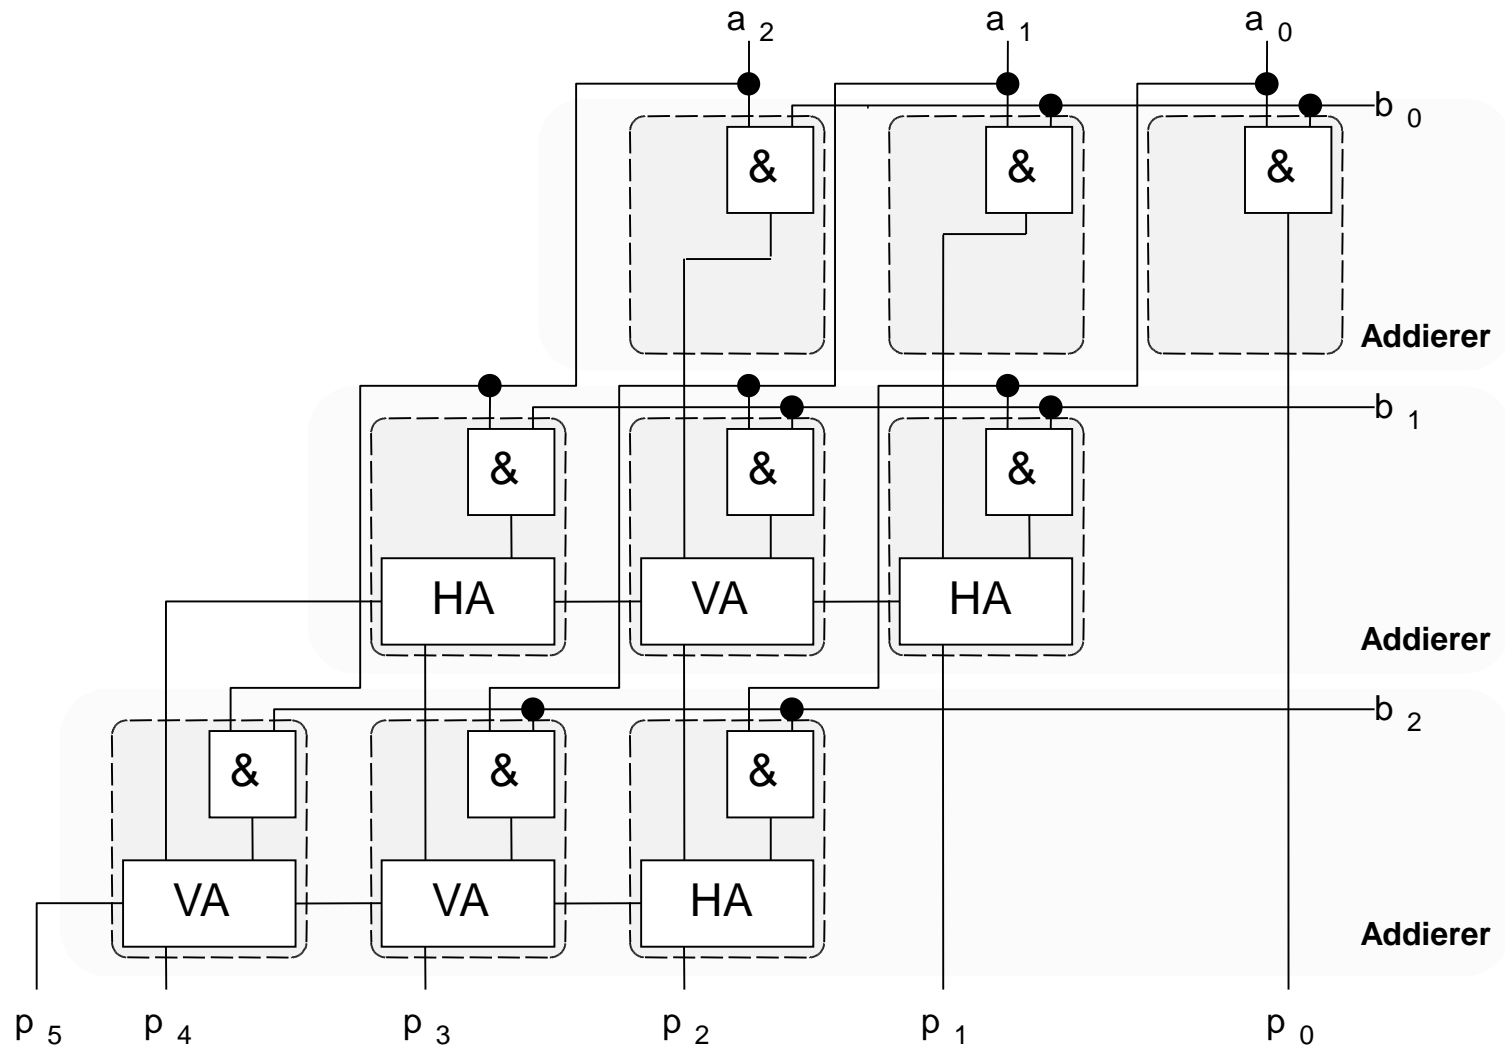 a 2 a 1 a 0
b 0
& & &
Addierer
b 1
& & &
HA VA HA
Addierer
b 2
& & &
VA VA HA
Addierer
p 5 p 4 p 3 p 2 p 1 p 0